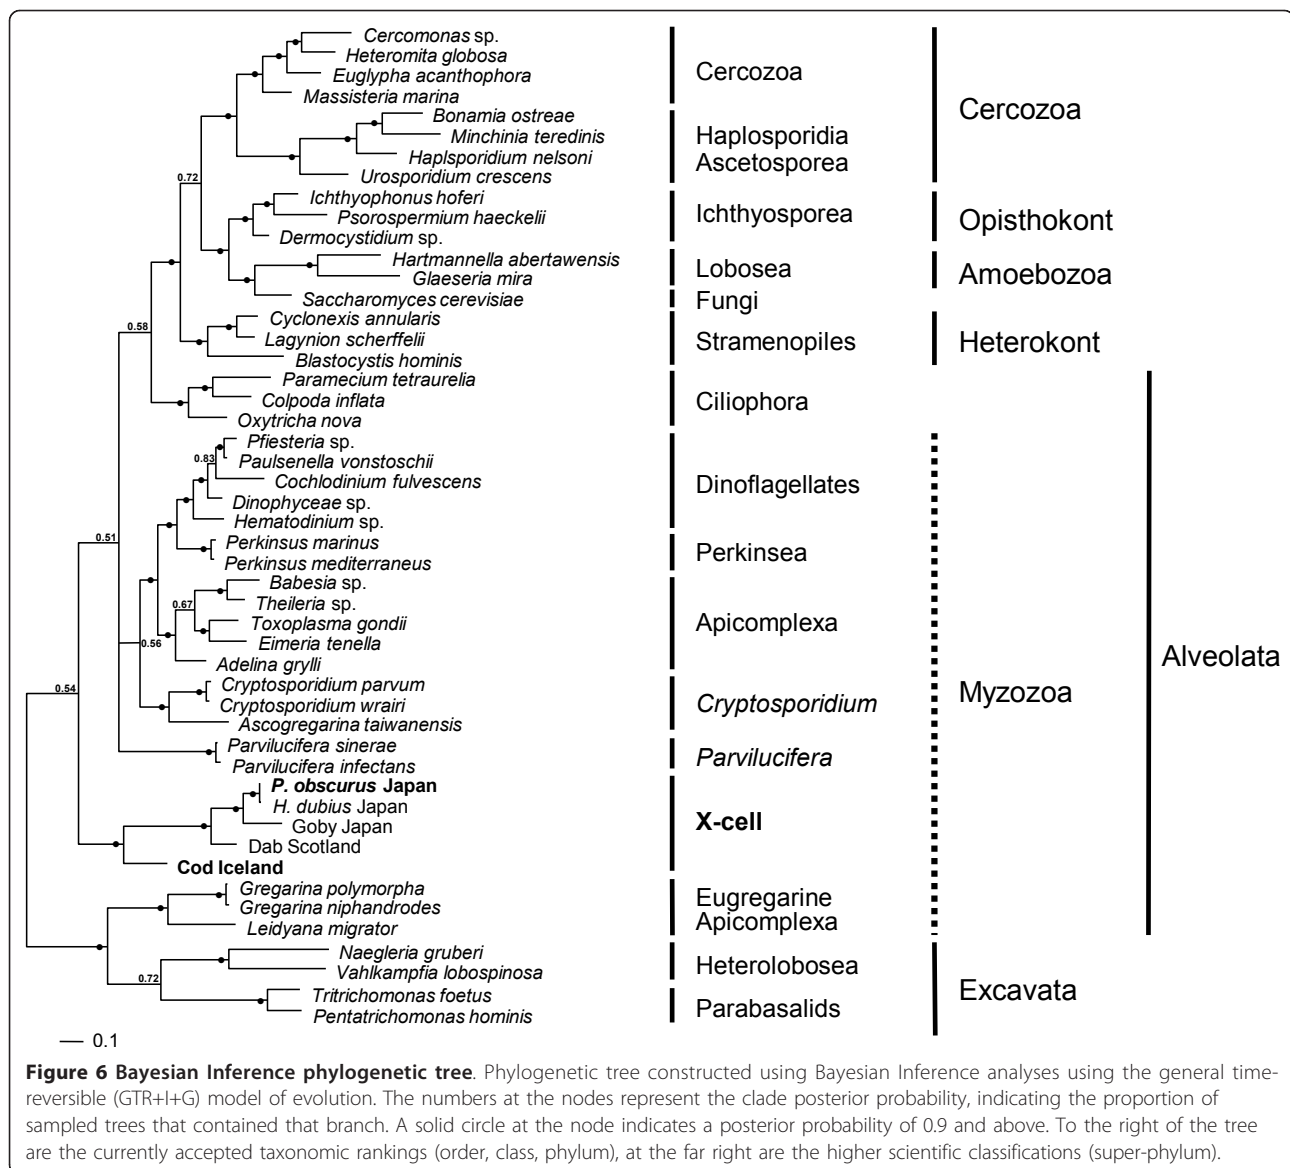 Cercomonas sp.
Heteromita globosa
Euglypha acanthophora
Massisteria marina
Bonamia ostreae
Minchinia teredinis
Haplsporidium nelsoni
Urosporidium crescens
0.72
Ichthyophonus hoferi
Psorospermium haeckelii
Dermocystidium sp.
Hartmannella abertawensis
Glaeseria mira
Saccharomyces cerevisiae
Cyclonexis annularis
0.58
Lagynion scherffelii
Blastocystis hominis
Paramecium tetraurelia
Colpoda inflata
Oxytricha nova
Pfiesteria sp.
0.83
Paulsenella vonstoschii
Cochlodinium fulvescens
Dinophyceae sp.
Hematodinium sp.
0.51
Perkinsus marinus
Perkinsus mediterraneus
Babesia sp.
Theileria sp.
0.67
Toxoplasma gondii
Eimeria tenella
0.56
Adelina grylli
Cryptosporidium parvum
0.54
Cryptosporidium wrairi
Ascogregarina taiwanensis
Parvilucifera sinerae
Parvilucifera infectans
P. obscurus Japan
H. dubius Japan
Goby Japan
Dab Scotland
Cod Iceland
Gregarina polymorpha
Gregarina niphandrodes
Leidyana migrator
Naegleria gruberi
Vahlkampfia lobospinosa
0.72
Tritrichomonas foetus
Pentatrichomonas hominis
0.1
Cercozoa
Haplosporidia
Ascetosporea
Ichthyosporea
Lobosea
Fungi
Stramenopiles
Ciliophora
Dinoflagellates
Perkinsea
Apicomplexa
Cryptosporidium
Parvilucifera
X-cell
Eugregarine
Apicomplexa
Heterolobosea
Parabasalids
Cercozoa
Opisthokont
Amoebozoa
Heterokont
Myzozoa
Excavata
Alveolata
Figure 6 Bayesian Inference phylogenetic tree. Phylogenetic tree constructed using Bayesian Inference analyses using the general time-
reversible (GTR+I+G) model of evolution. The numbers at the nodes represent the clade posterior probability, indicating the proportion of
sampled trees that contained that branch. A solid circle at the node indicates a posterior probability of 0.9 and above. To the right of the tree
are the currently accepted taxonomic rankings (order, class, phylum), at the far right are the higher scientific classifications (super-phylum).